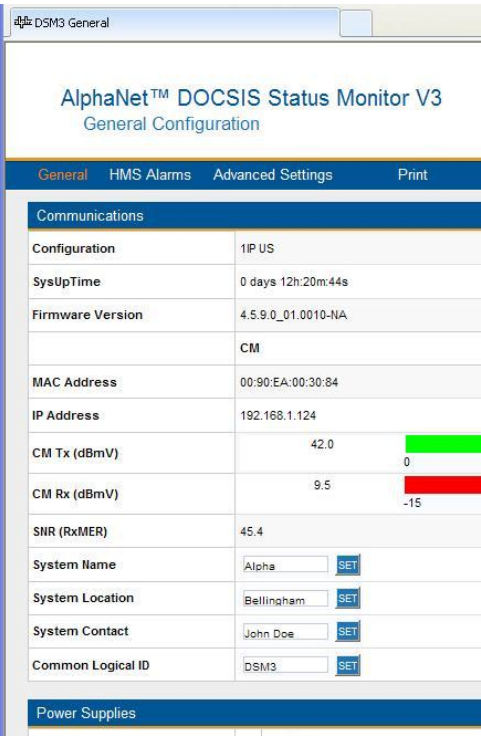 DSM3 General
AlphaNet™ DOCSIS Status Monitor V3
General Configuration
General HMS Alarms Advanced Settings Print
Communications
Configuration 1IP US
SysUpTime 0 days 12h:20m:44s
Firmware Version 4.5.9.0_01.0010-NA
CM
MAC Address 00:90:EA:00:30:84
IP Address 192.168.1.124
CM Tx (dBmV) 42.0
0
CM Rx (dBmV) 9.5
-15
SNR (RxMER) 45.4
System Name Alpha SET
System Location Bellingham SET
System Contact John Doe SET
Common Logical ID DSM3 SET
Power Supplies